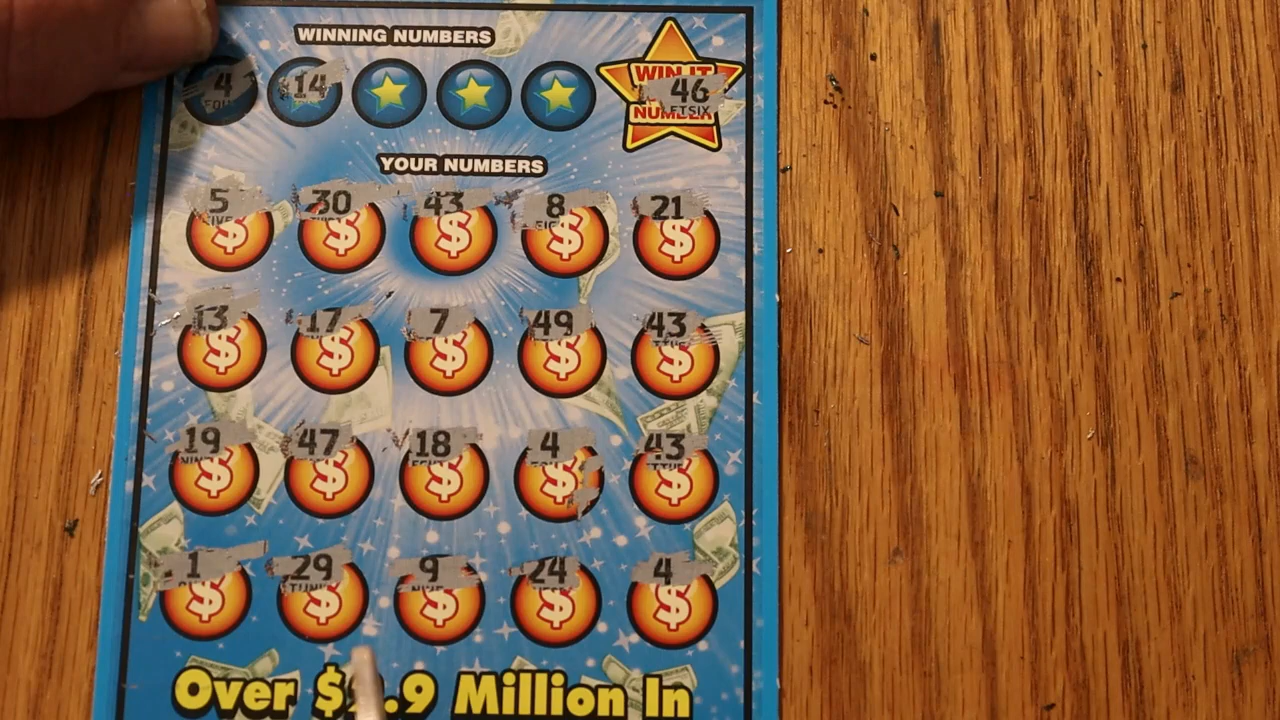 WINNING NUMBERS
4 14
WIN IT
46
NUMBER
YOUR NUMBERS
5 30 43 8 21
13 17 7 49 43
19 47 18 4 43
1 29 9 24 4
Over Million In